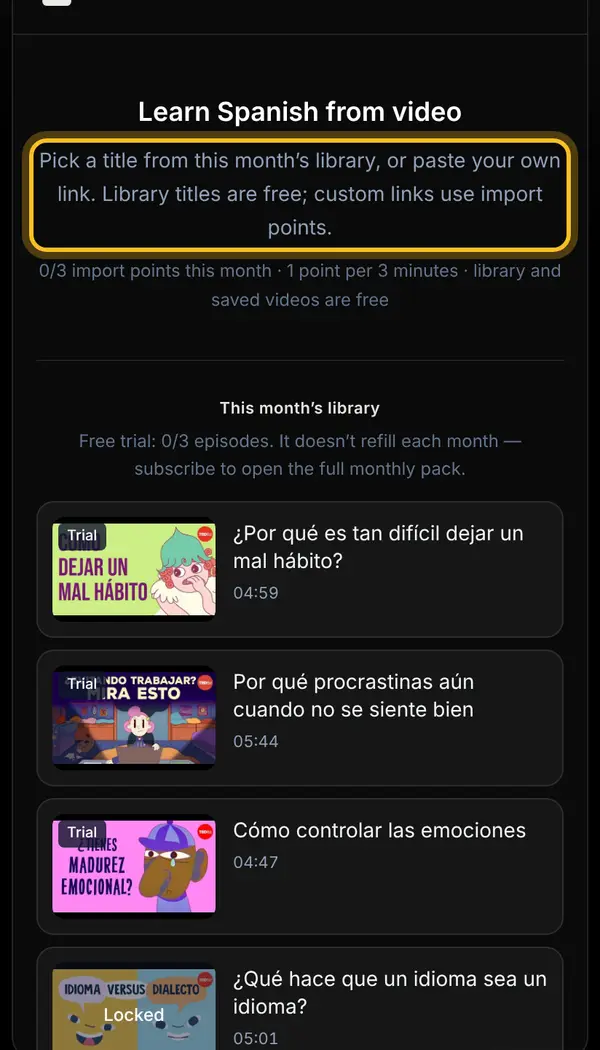 Learn Spanish from video
Pick a title from this month’s library, or paste your own
link. Library titles are free; custom links use import
points.
0/3 import points this month · 1 point per 3 minutes · library and
saved videos are free
This month’s library
Free trial: 0/3 episodes. It doesn’t refill each month —
subscribe to open the full monthly pack.
Trial
CÓMO
DEJAR UN
MAL HÁBITO
¿Por qué es tan difícil dejar un
mal hábito?
04:59
Trial
TRABAJAR?
MIRA ESTO
Por qué procrastinas aún
cuando no se siente bien
05:44
Trial
¿TIENES
MADUREZ
EMOCIONAL?
Cómo controlar las emociones
04:47
IDIOMA VERSUS DIALECTO
Locked
¿Qué hace que un idioma sea un
idioma?
05:01